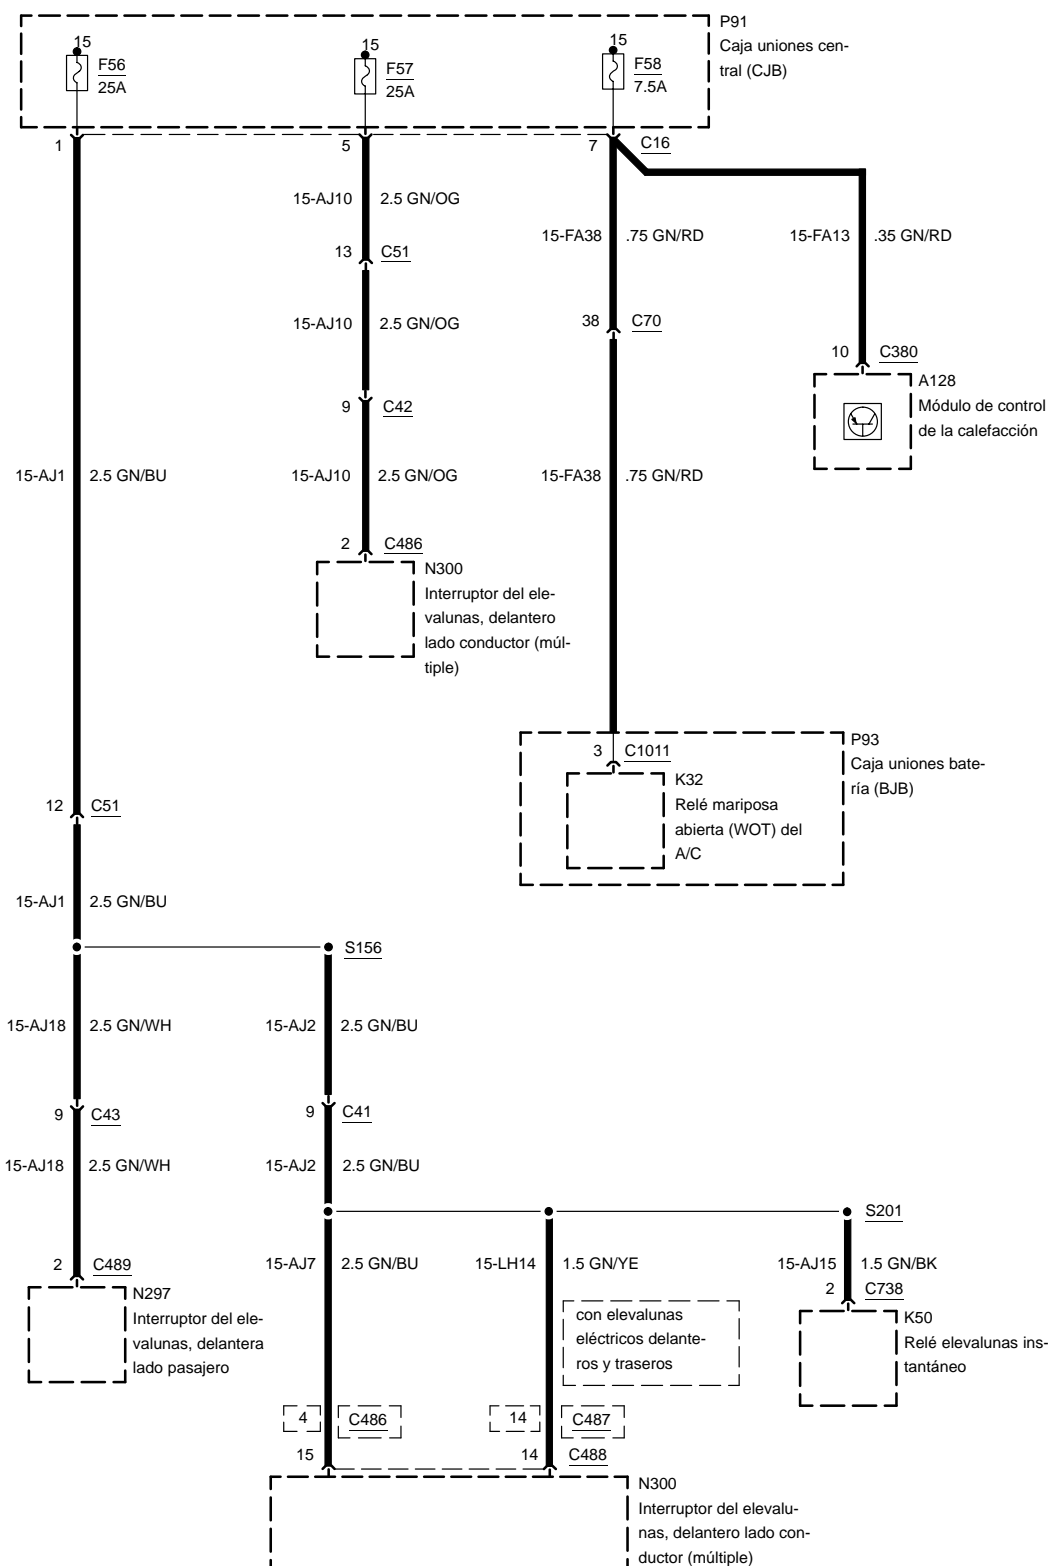 P91
Caja uniones cen-
tral (CJB)
15
F56
25A
15
F57
25A
15
F58
7.5A
1
5
7
C16
15-AJ10
2.5 GN/OG
15-FA38
.75 GN/RD
15-FA13
.35 GN/RD
13
C51
15-AJ10
2.5 GN/OG
38
C70
10
C380
A128
Módulo de control
de la calefacción
9
C42
15-AJ1
2.5 GN/BU
15-AJ10
2.5 GN/OG
15-FA38
.75 GN/RD
2
C486
N300
Interruptor del ele-
valunas, delantero
lado conductor (múl-
tiple)
P93
Caja uniones bate-
ría (BJB)
3
C1011
K32
Relé mariposa
abierta (WOT) del
A/C
12
C51
15-AJ1
2.5 GN/BU
S156
15-AJ18
2.5 GN/WH
15-AJ2
2.5 GN/BU
9
C43
9
C41
15-AJ18
2.5 GN/WH
15-AJ2
2.5 GN/BU
S201
2
C489
N297
Interruptor del ele-
valunas, delantera
lado pasajero
15-AJ7
2.5 GN/BU
15-LH14
1.5 GN/YE
15-AJ15
1.5 GN/BK
2
C738
K50
Relé elevalunas ins-
tantáneo
con elevalunas
eléctricos delante-
ros y traseros
4
C486
14
C487
15
14
C488
N300
Interruptor del elevalu-
nas, delantero lado con-
ductor (múltiple)